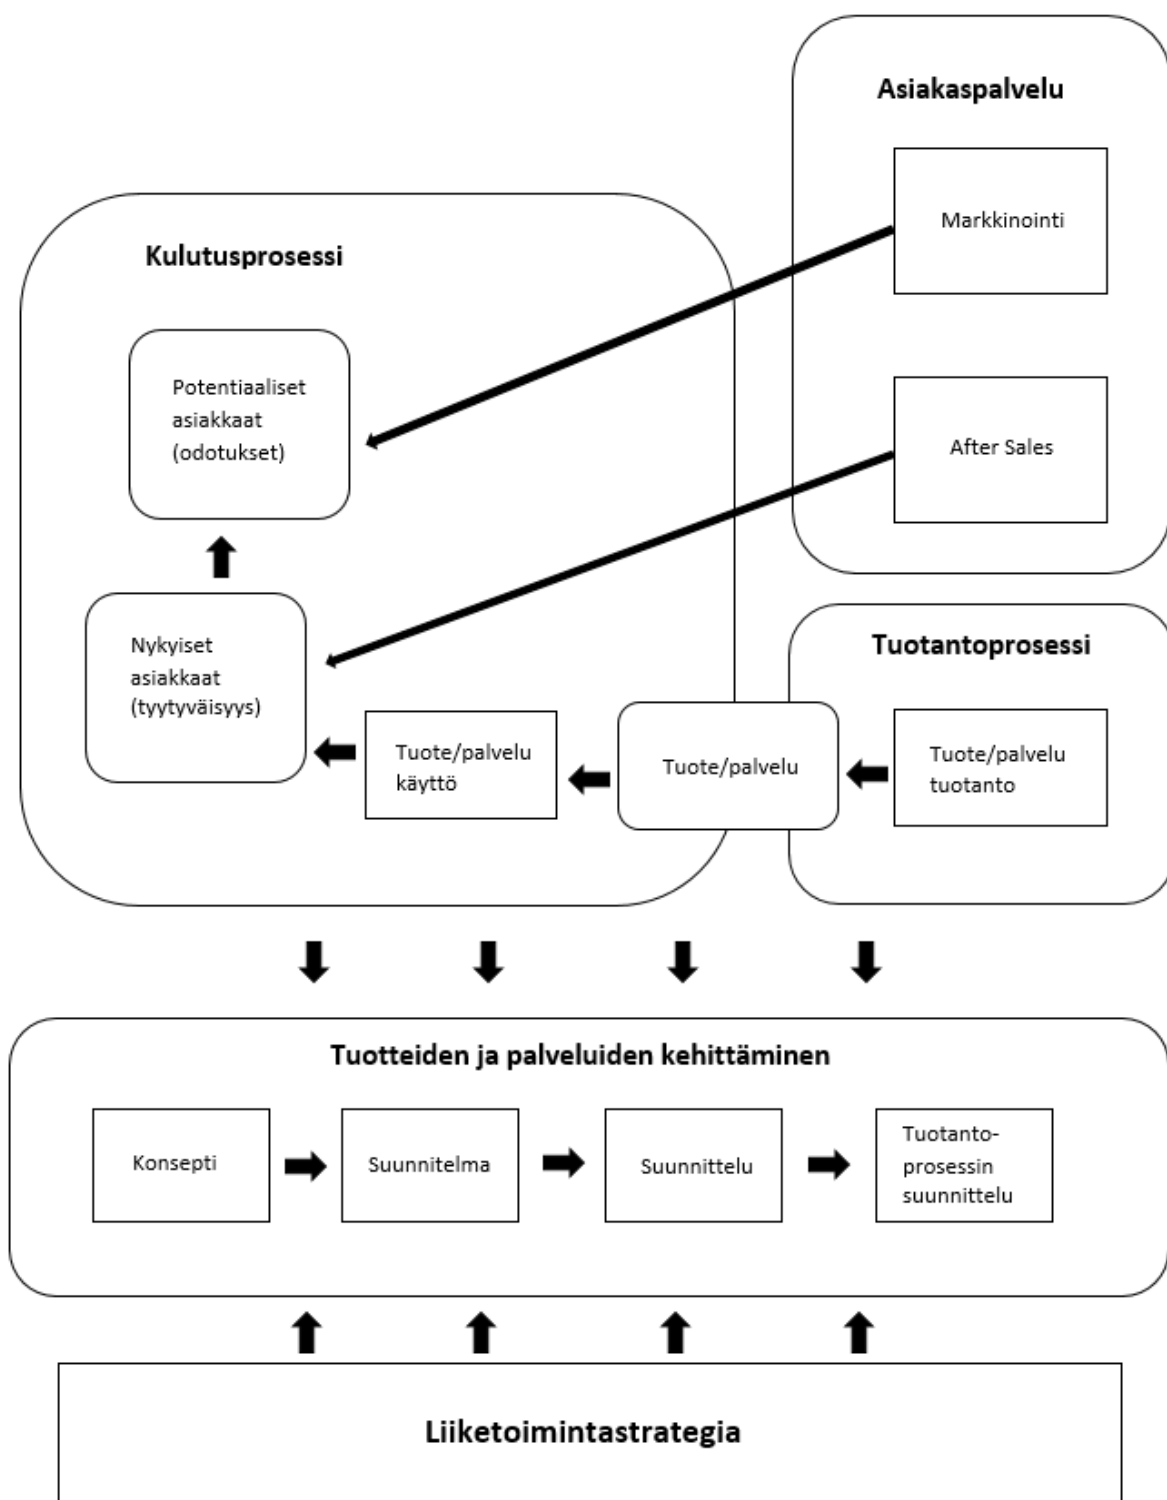 Asiakaspalvelu
Markkinointi
After Sales
Kulutusprosessi
Potentiaaliset
asiakkaat
(odotukset)
Nykyiset
asiakkaat
(tyytyväisyys)
Tuote/palvelu
käyttö
Tuote/palvelu
Tuotantoprosessi
Tuote/palvelu
tuotanto
Tuotteiden ja palveluiden kehittäminen
Konsepti
Suunnitelma
Suunnittelu
Tuotanto-
prosessin
suunnittelu
Liiketoimintastrategia